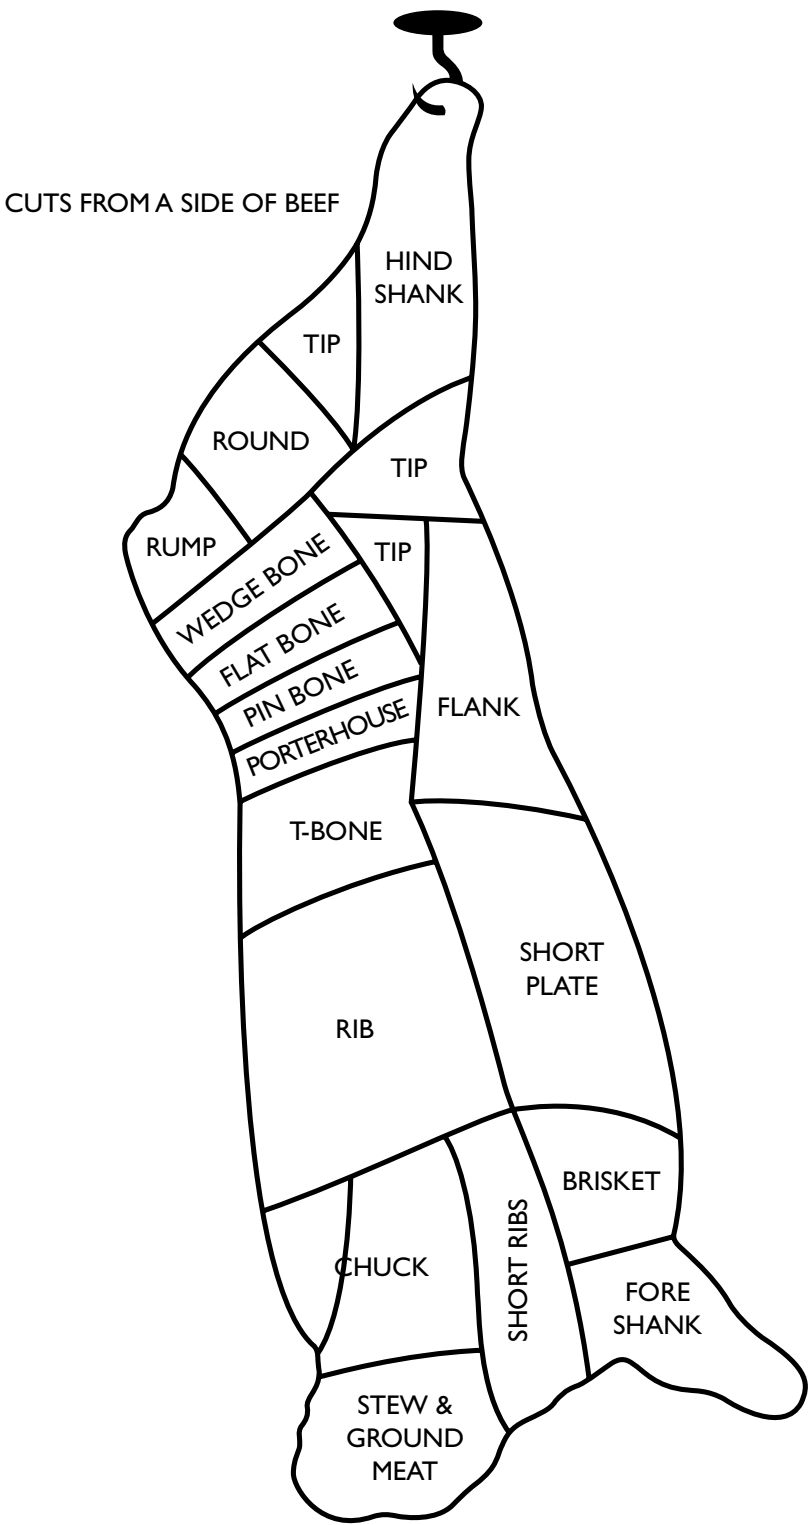 CUTS FROM A SIDE OF BEEF
HIND
SHANK
TIP
ROUND
TIP
RUMP
TIP
WEDGE BONE
FLAT BONE
PIN BONE
PORTERHOUSE
FLANK
T-BONE
SHORT
PLATE
RIB
BRISKET
SHORT RIBS
CHUCK
FORE
SHANK
STEW &
GROUND
MEAT